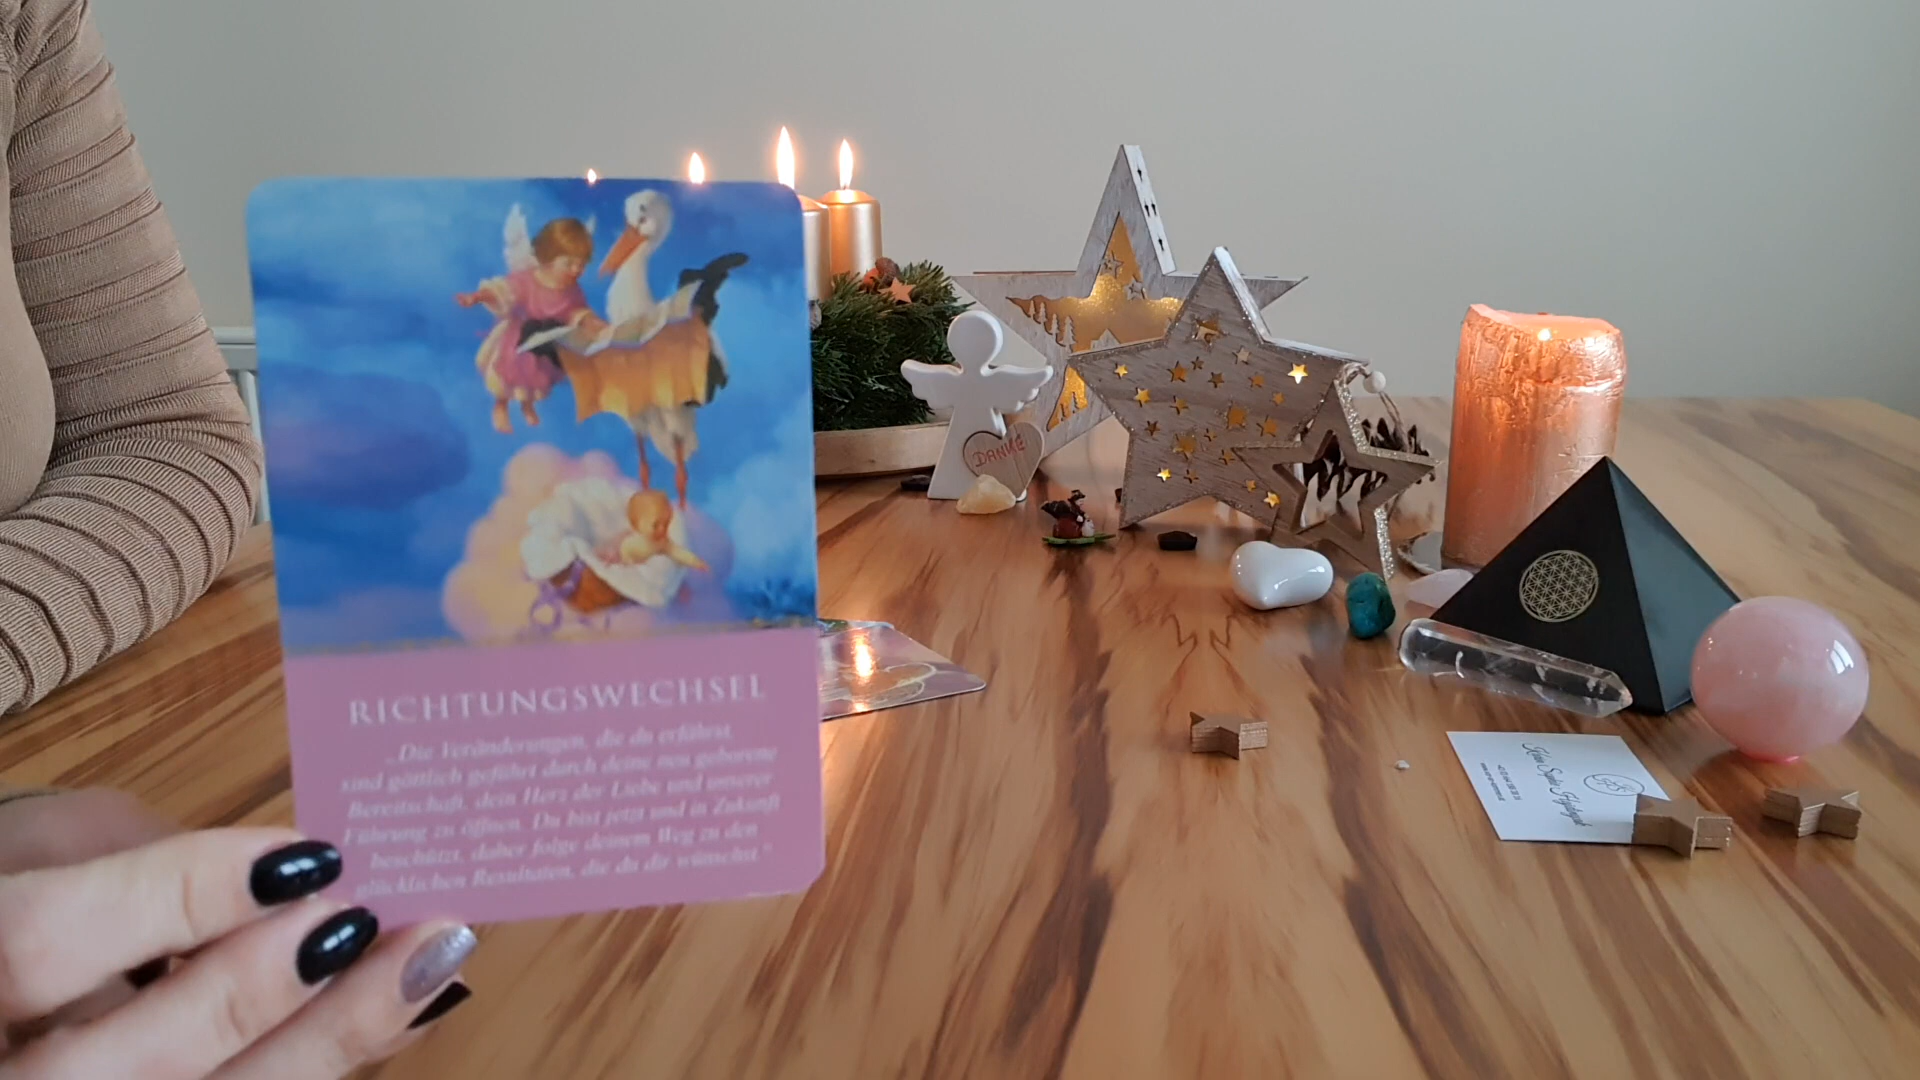 RICHTUNGSWECHSEL
„Die Veränderungen, die du erfährst,
sind göttlich geführt durch deine neu geborene
Bereitschaft, dein Herz der Liebe und unserer
Führung zu öffnen. Du bist jetzt und in Zukunft
beschützt, daher folge deinem Weg zu den
glücklichen Resultaten, die du dir wünschst.“
DANKE